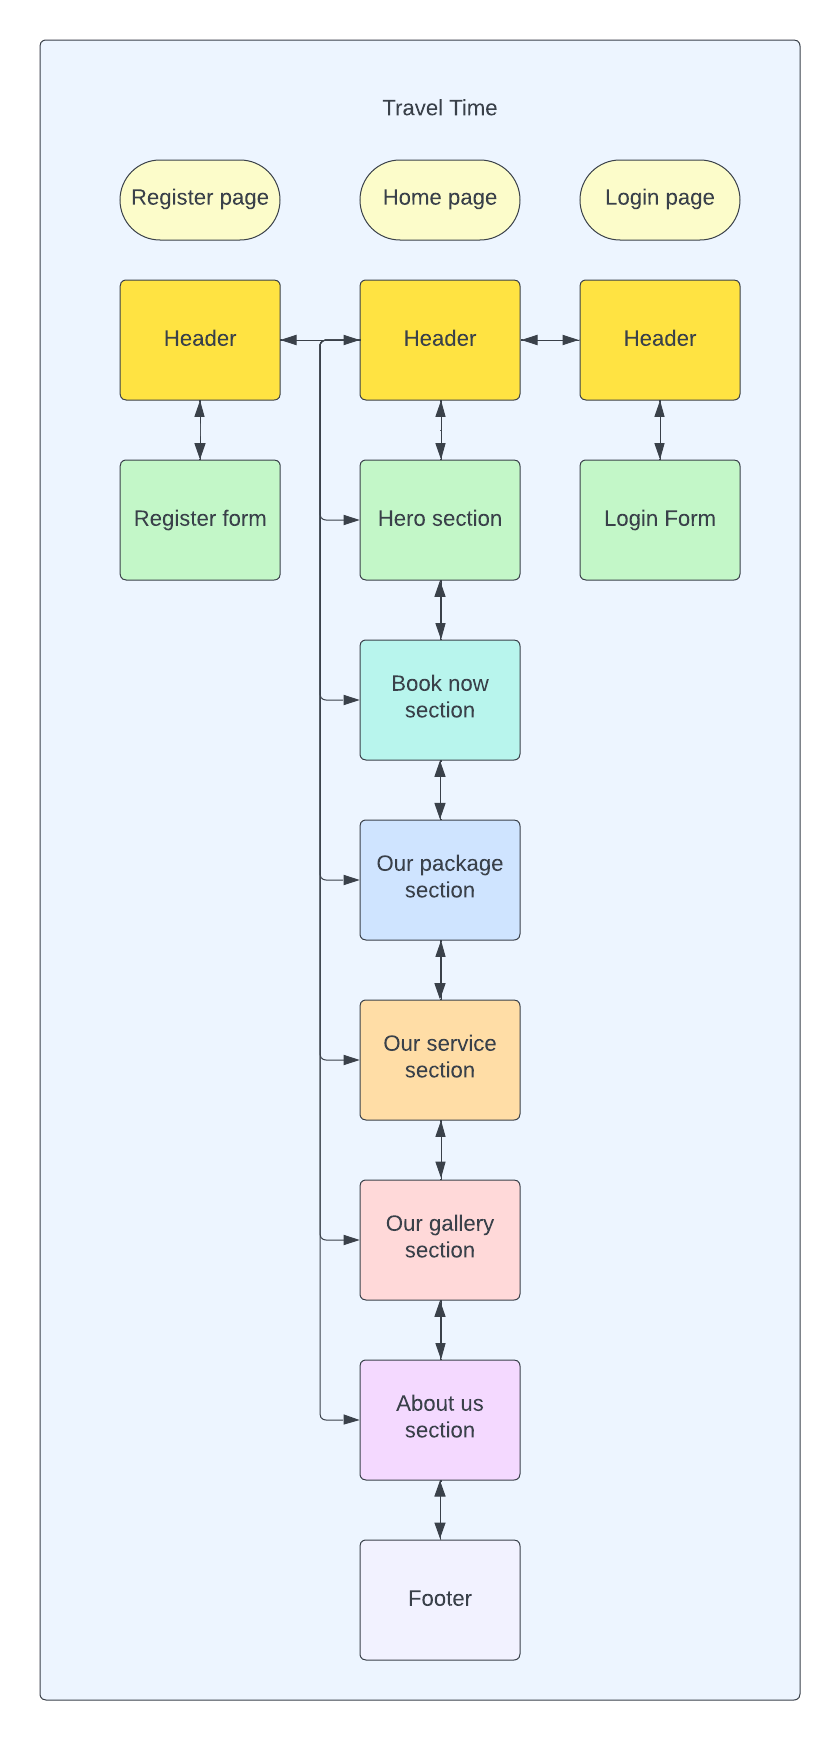 Travel Time
Register page
Home page
Login page
Header
Header
Header
Register form
Hero section
Login Form
Book now
section
Our package
section
Our service
section
Our gallery
section
About us
section
Footer